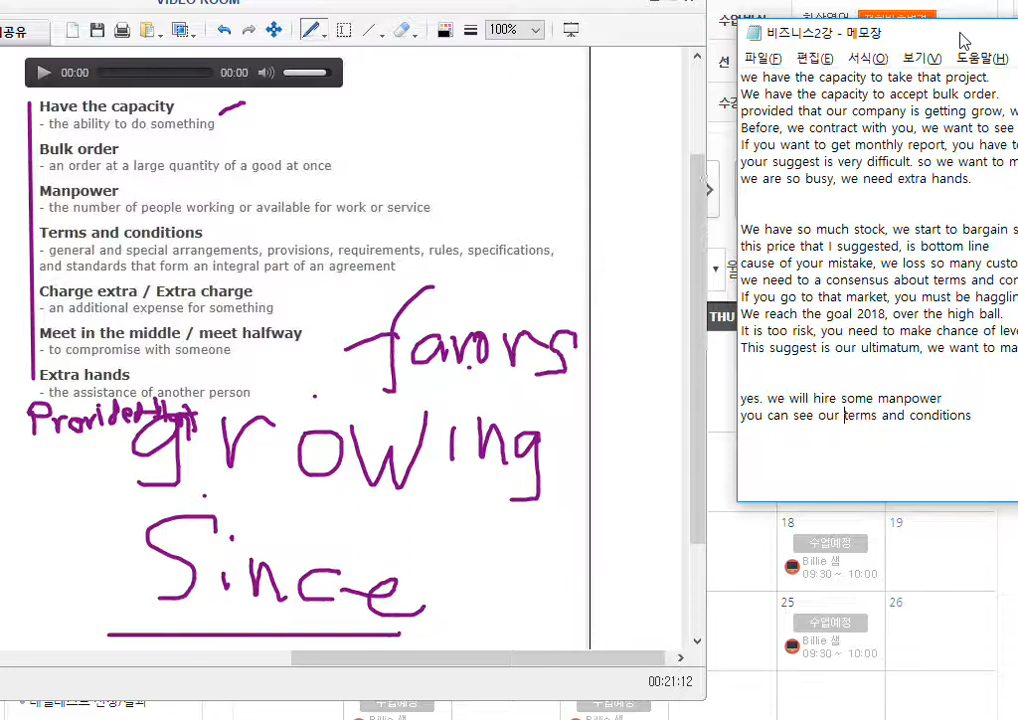 VIDEO ROOM
공유
100%
00:00 00:00
Have the capacity
- the ability to do something
Bulk order
- an order at a large quantity of a good at once
Manpower
- the number of people working or available for work or service
Terms and conditions
- general and special arrangements, provisions, requirements, rules, specifications,
and standards that form an integral part of an agreement
Charge extra / Extra charge
- an additional expense for something
Meet in the middle / meet halfway
- to compromise with someone
Extra hands
- the assistance of another person
favors
Provided that
growing
Since
00:21:12
비즈니스2강 - 메모장
파일(F) 편집(E) 서식(O) 보기(V) 도움말(H)
we have the capacity to take that project.
We have the capacity to accept bulk order.
provided that our company is getting grow, w
Before, we contract with you, we want to see
If you want to get monthly report, you have to
your suggest is very difficult. so we want to m
we are so busy, we need extra hands.
We have so much stock, we start to bargain s
this price that I suggested, is bottom line
cause of your mistake, we loss so many custo
we need to a consensus about terms and con
If you go to that market, you must be hagglin
We reach the goal 2018, over the high ball.
It is too risk, you need to make chance of leve
This suggest is our ultimatum, we want to ma
yes. we will hire some manpower
you can see our terms and conditions
THU
18 19
수업예정
Billie 샘
09:30 ~ 10:00
25 26
수업예정
Billie 샘
09:30 ~ 10:00